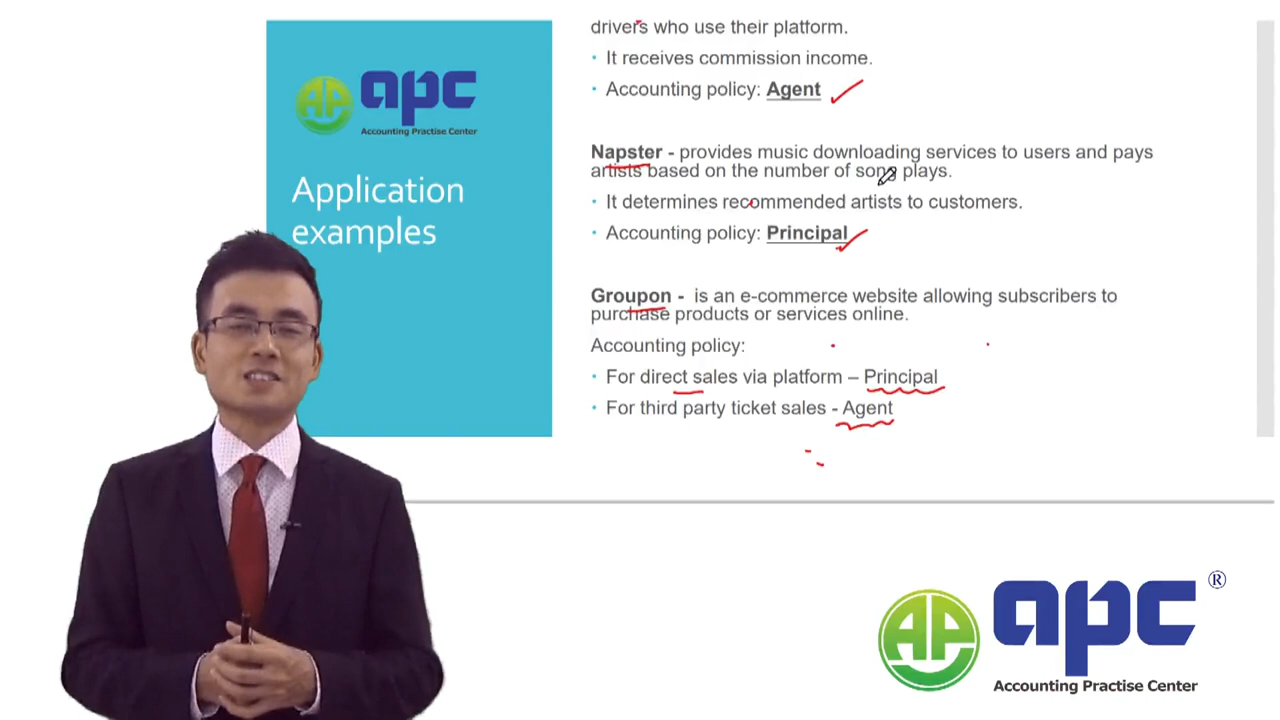 apc
Accounting Practise Center
Application
examples
drivers who use their platform.
• It receives commission income.
• Accounting policy: Agent
Napster - provides music downloading services to users and pays
artists based on the number of song plays.
• It determines recommended artists to customers.
• Accounting policy: Principal
Groupon - is an e-commerce website allowing subscribers to
purchase products or services online.
Accounting policy:
• For direct sales via platform – Principal
• For third party ticket sales - Agent
AP apc ®
Accounting Practise Center